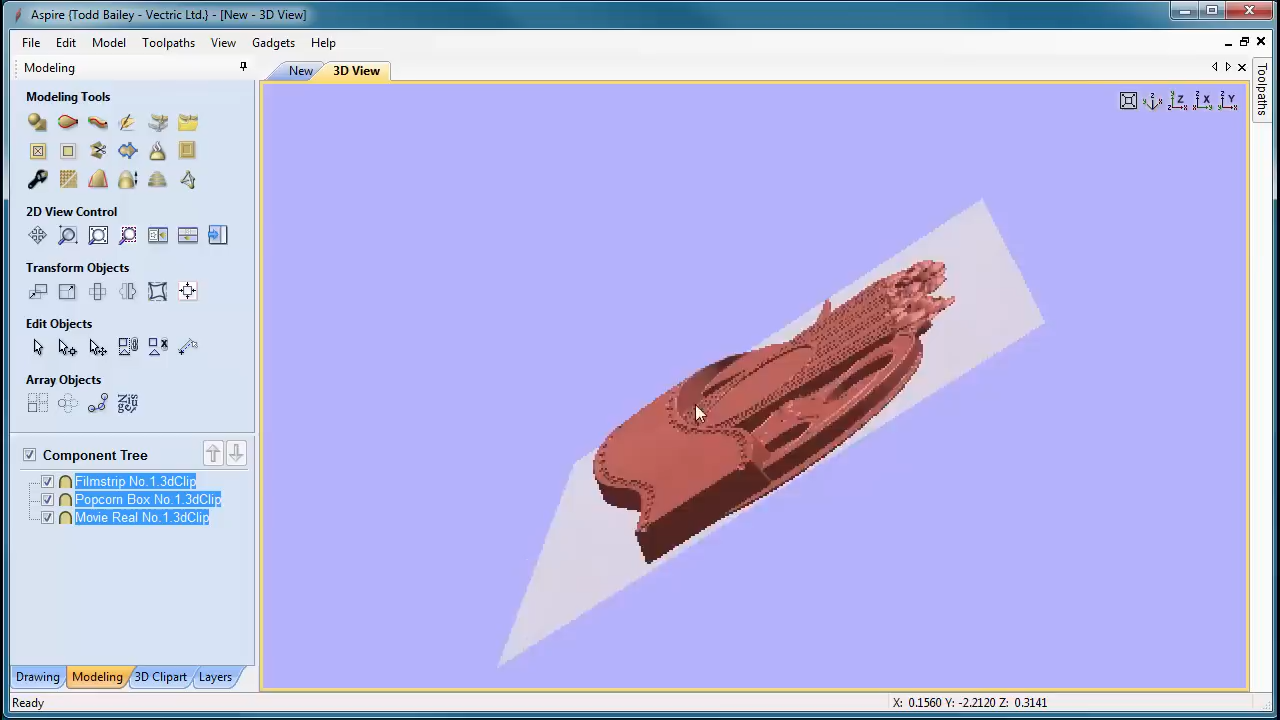 Aspire {Todd Bailey - Vectric Ltd.} - [New - 3D View]
File Edit Model Toolpaths View Gadgets Help
Modeling
New 3D View
Toolpaths
Modeling Tools
2D View Control
Transform Objects
Edit Objects
Array Objects
Component Tree
Filmstrip No.1.3dClip
Popcorn Box No.1.3dClip
Movie Real No.1.3dClip
Drawing Modeling 3D Clipart Layers
Ready X: 0.1560 Y: -2.2120 Z: 0.3141